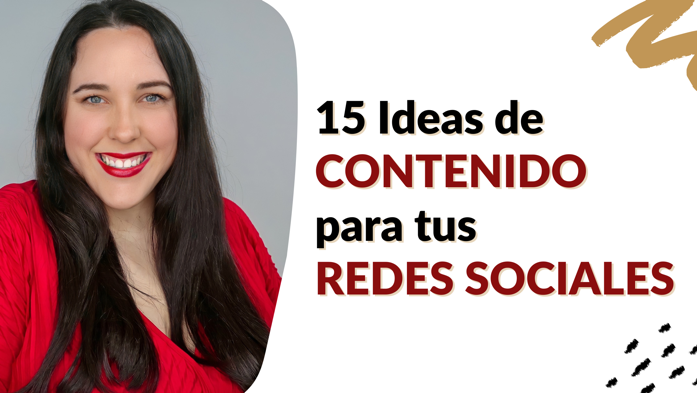 15 Ideas de
CONTENIDO
para tus
REDES SOCIALES